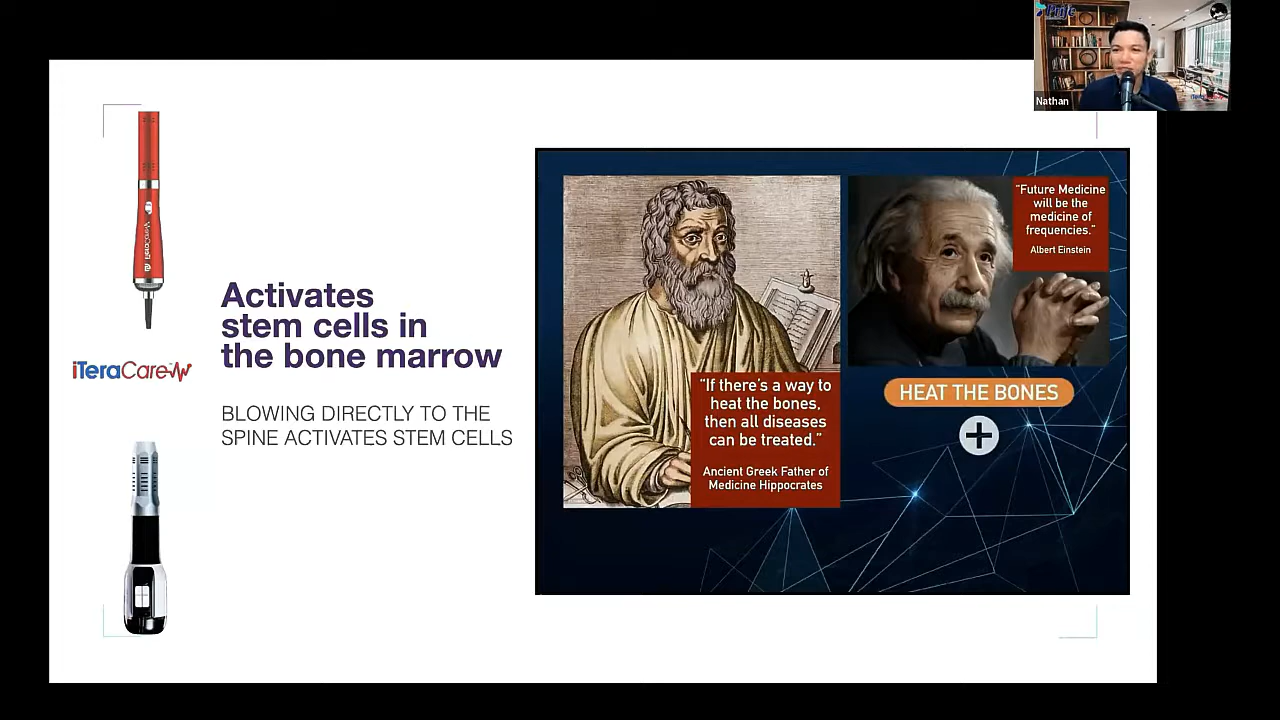 Prife
Nathan
iTeraCare
iTeraCare
Activates
stem cells in
the bone marrow
BLOWING DIRECTLY TO THE
SPINE ACTIVATES STEM CELLS
"If there's a way to
heat the bones,
then all diseases
can be treated."
Ancient Greek Father of
Medicine Hippocrates
"Future Medicine
will be the
medicine of
frequencies."
Albert Einstein
HEAT THE BONES